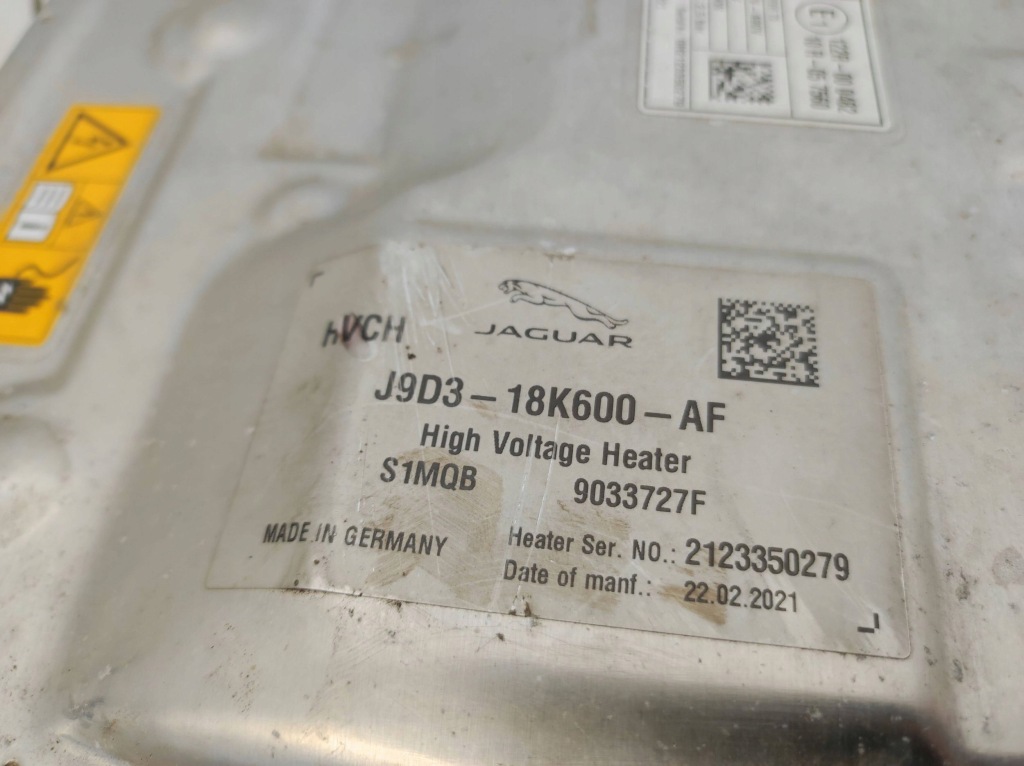 hVCH
JAGUAR
J9D3-18K600-AF
High Voltage Heater
S1MQB 9033727F
MADE IN GERMANY
Heater Ser. NO.: 2123350279
Date of manf.: 22.02.2021